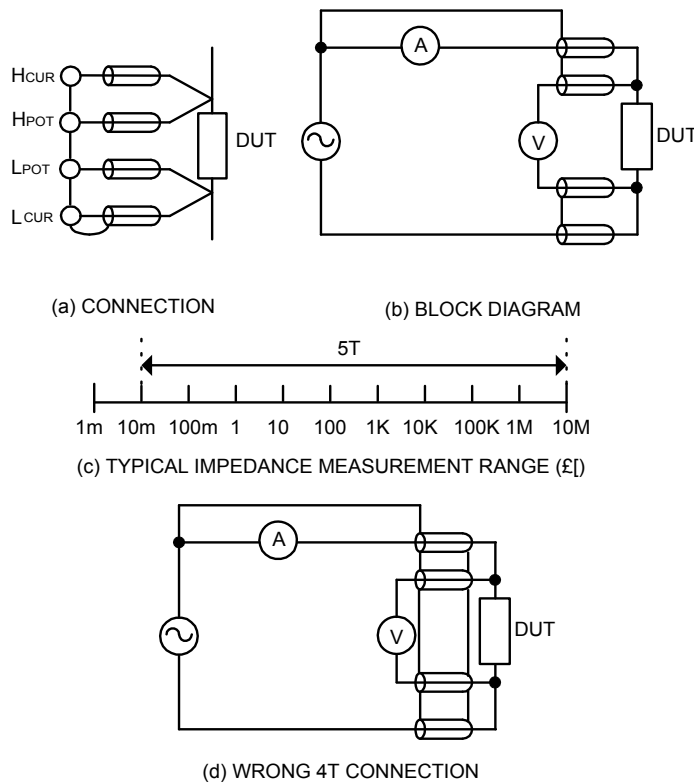 HCUR
HPOT
LPOT
LCUR
DUT
A
V
DUT
(a) CONNECTION
(b) BLOCK DIAGRAM
5T
1m 10m 100m 1 10 100 1K 10K 100K 1M 10M
(c) TYPICAL IMPEDANCE MEASUREMENT RANGE (£[)
A
V
DUT
(d) WRONG 4T CONNECTION